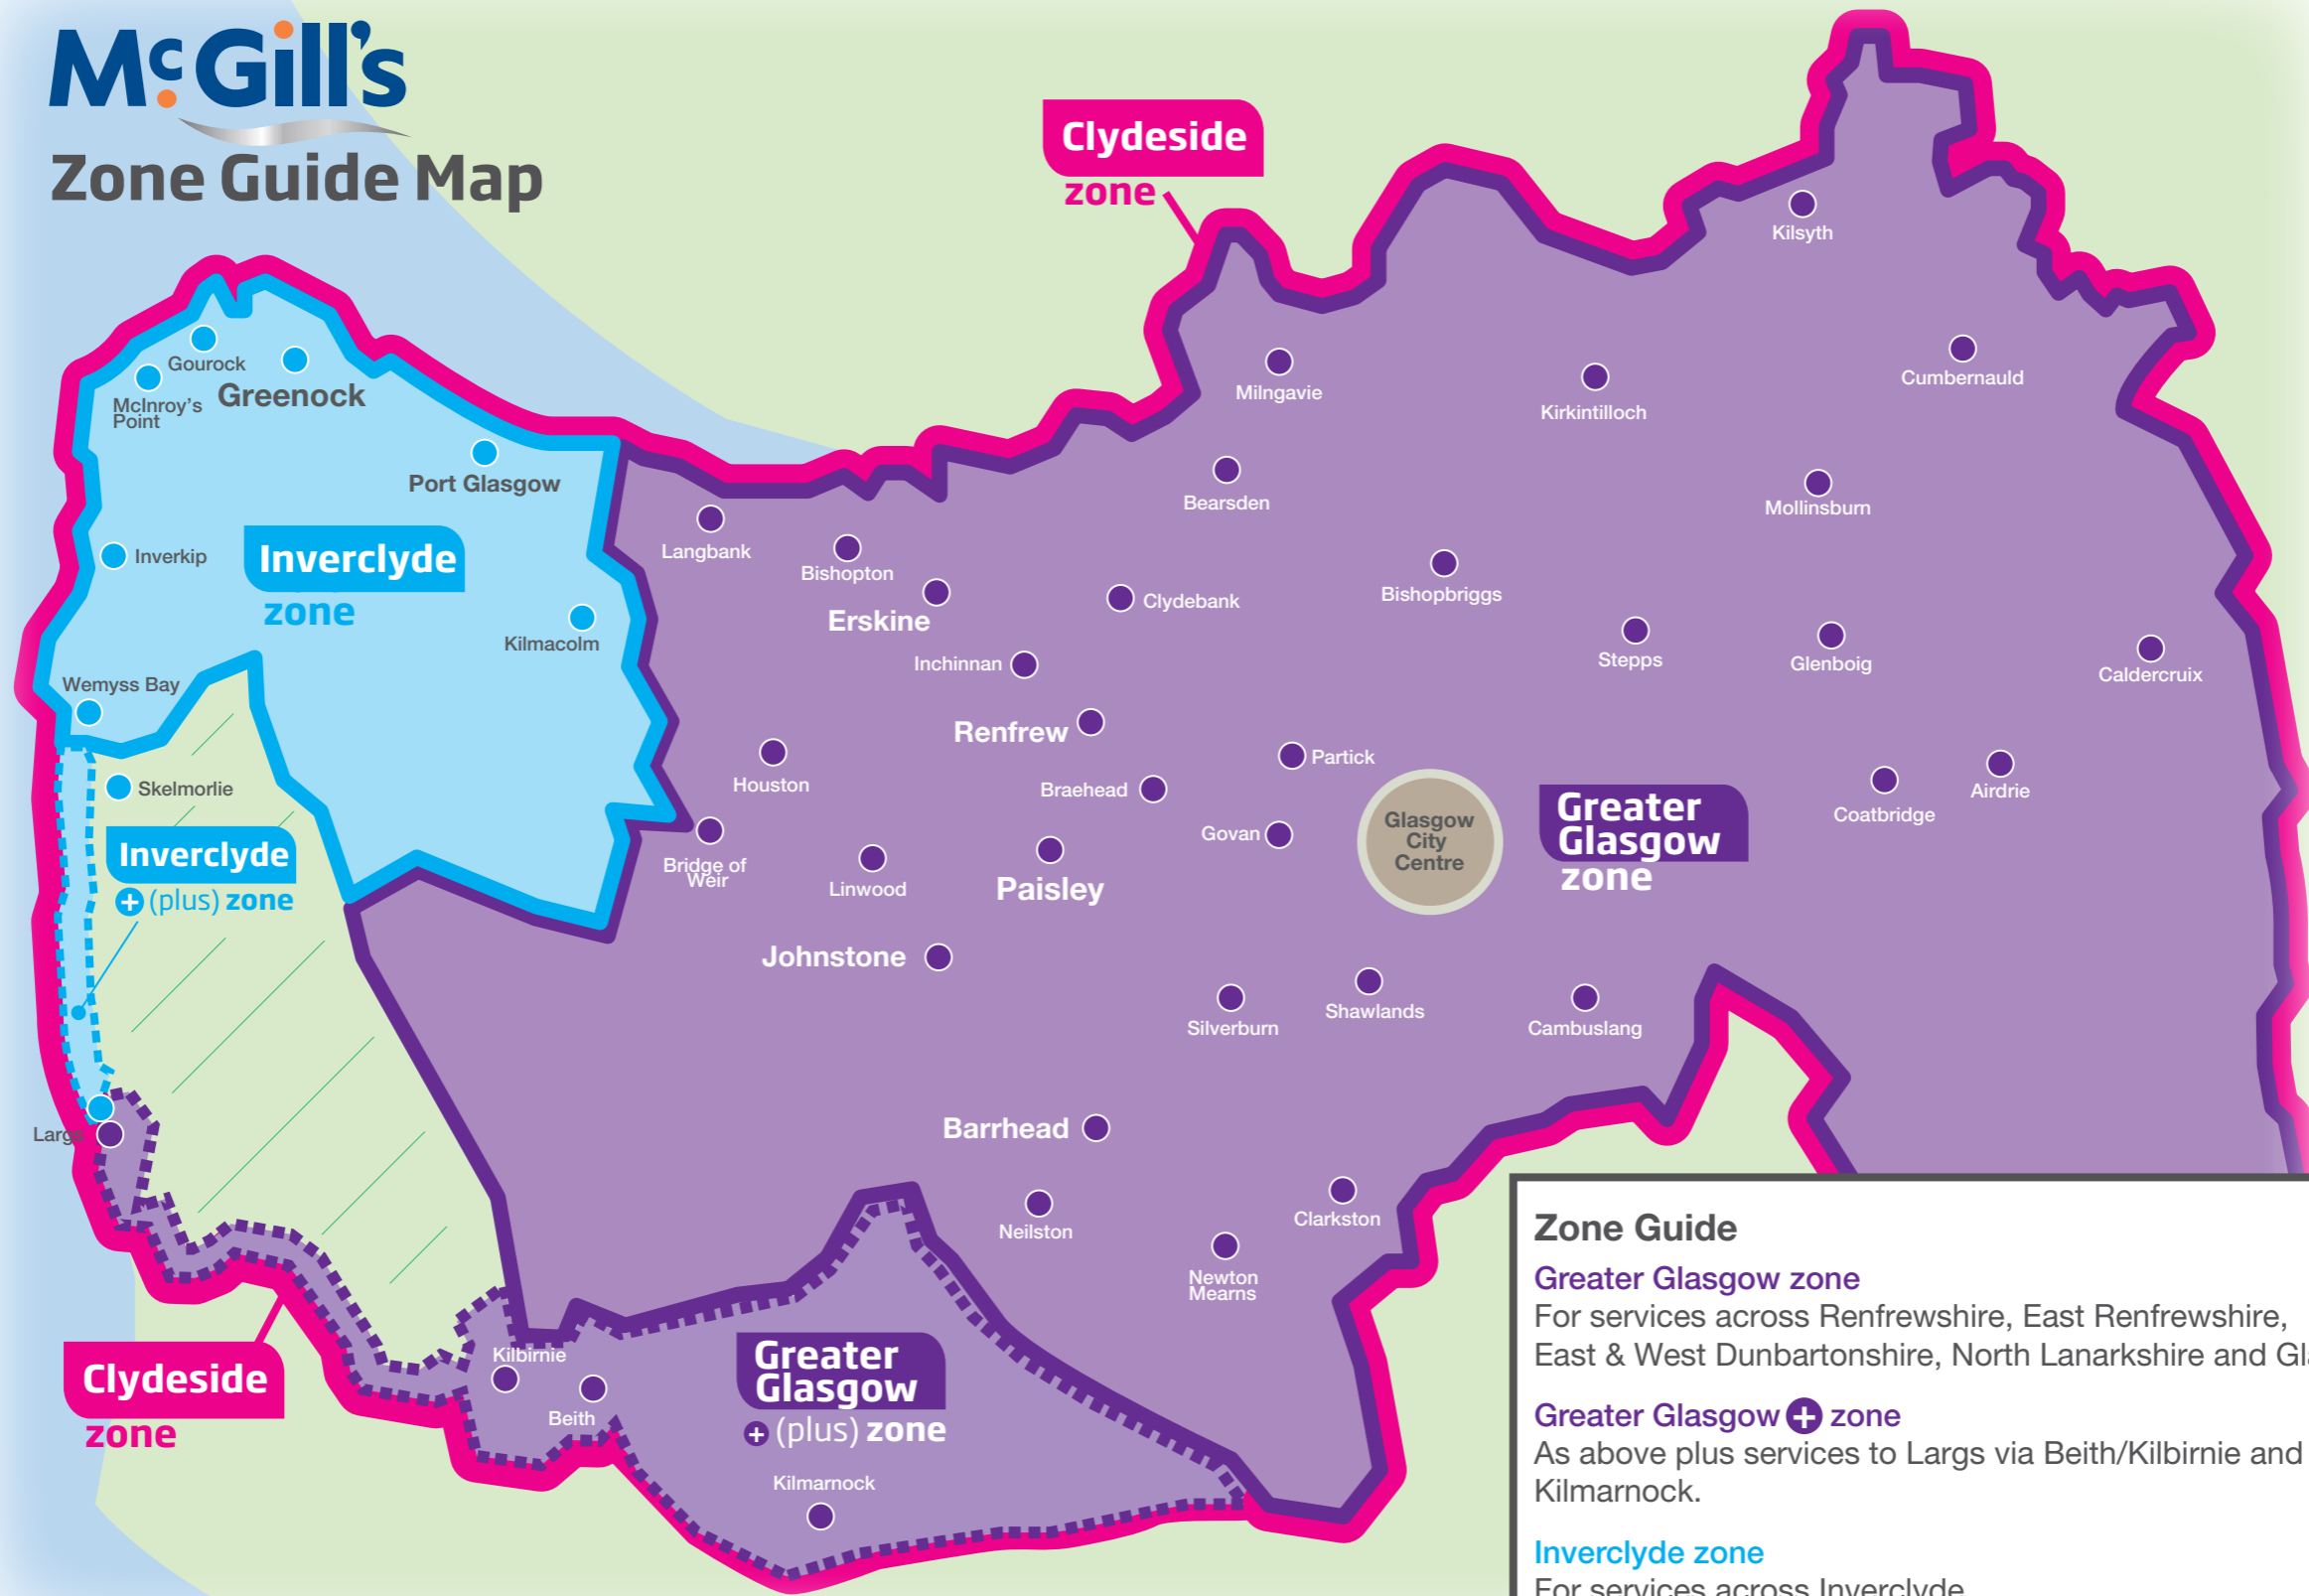 McGill's
Zone Guide Map
Clydeside
zone
Kilsyth
Gourock
McInroy's
Point
Greenock
Milngavie
Kirkintilloch
Cumbernauld
Port Glasgow
Bearsden
Mollinsburn
Inverkip
Inverclyde
zone
Langbank
Bishopton
Erskine
Clydebank
Bishopbriggs
Kilmacolm
Inchinnan
Stepps
Glenboig
Caldercruix
Wemyss Bay
Renfrew
Partick
Houston
Braehead
Skelmorlie
Airdrie
Coatbridge
Greater
Glasgow
zone
Glasgow
City
Centre
Govan
Inverclyde
+ (plus) zone
Bridge of
Weir
Linwood
Paisley
Johnstone
Silverburn
Shawlands
Cambuslang
Largs
Barrhead
Neilston
Clarkston
Newton
Mearns
Clydeside
zone
Kilbirnie
Beith
Greater
Glasgow
+ (plus) zone
Kilmarnock
Zone Guide
Greater Glasgow zone
For services across Renfrewshire, East Renfrewshire,
East & West Dunbartonshire, North Lanarkshire and
Greater Glasgow + zone
As above plus services to Largs via Beith/Kilbirnie and
Kilmarnock.
Inverclyde zone
For services across Inverclyde